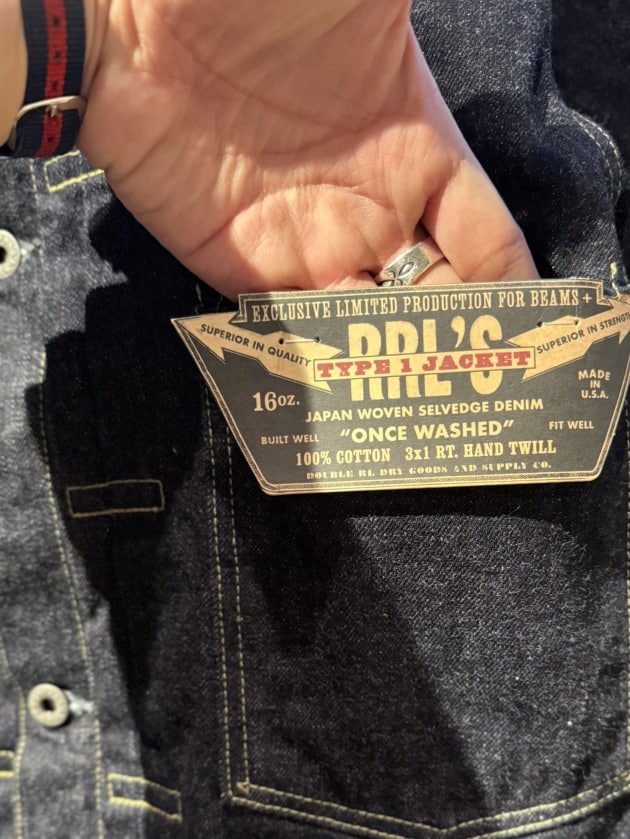 EXCLUSIVE LIMITED PRODUCTION FOR BEAMS +
SUPERIOR IN QUALITY
RRL'S
SUPERIOR IN STRENGTH
TYPE 1 JACKET
MADE
IN
U.S.A.
16 OZ.
JAPAN WOVEN SELVEDGE DENIM
BUILT WELL
"ONCE WASHED"
FIT WELL
100% COTTON 3x1 RT. HAND TWILL
DOUBLE RL DRY GOODS AND SUPPLY CO.